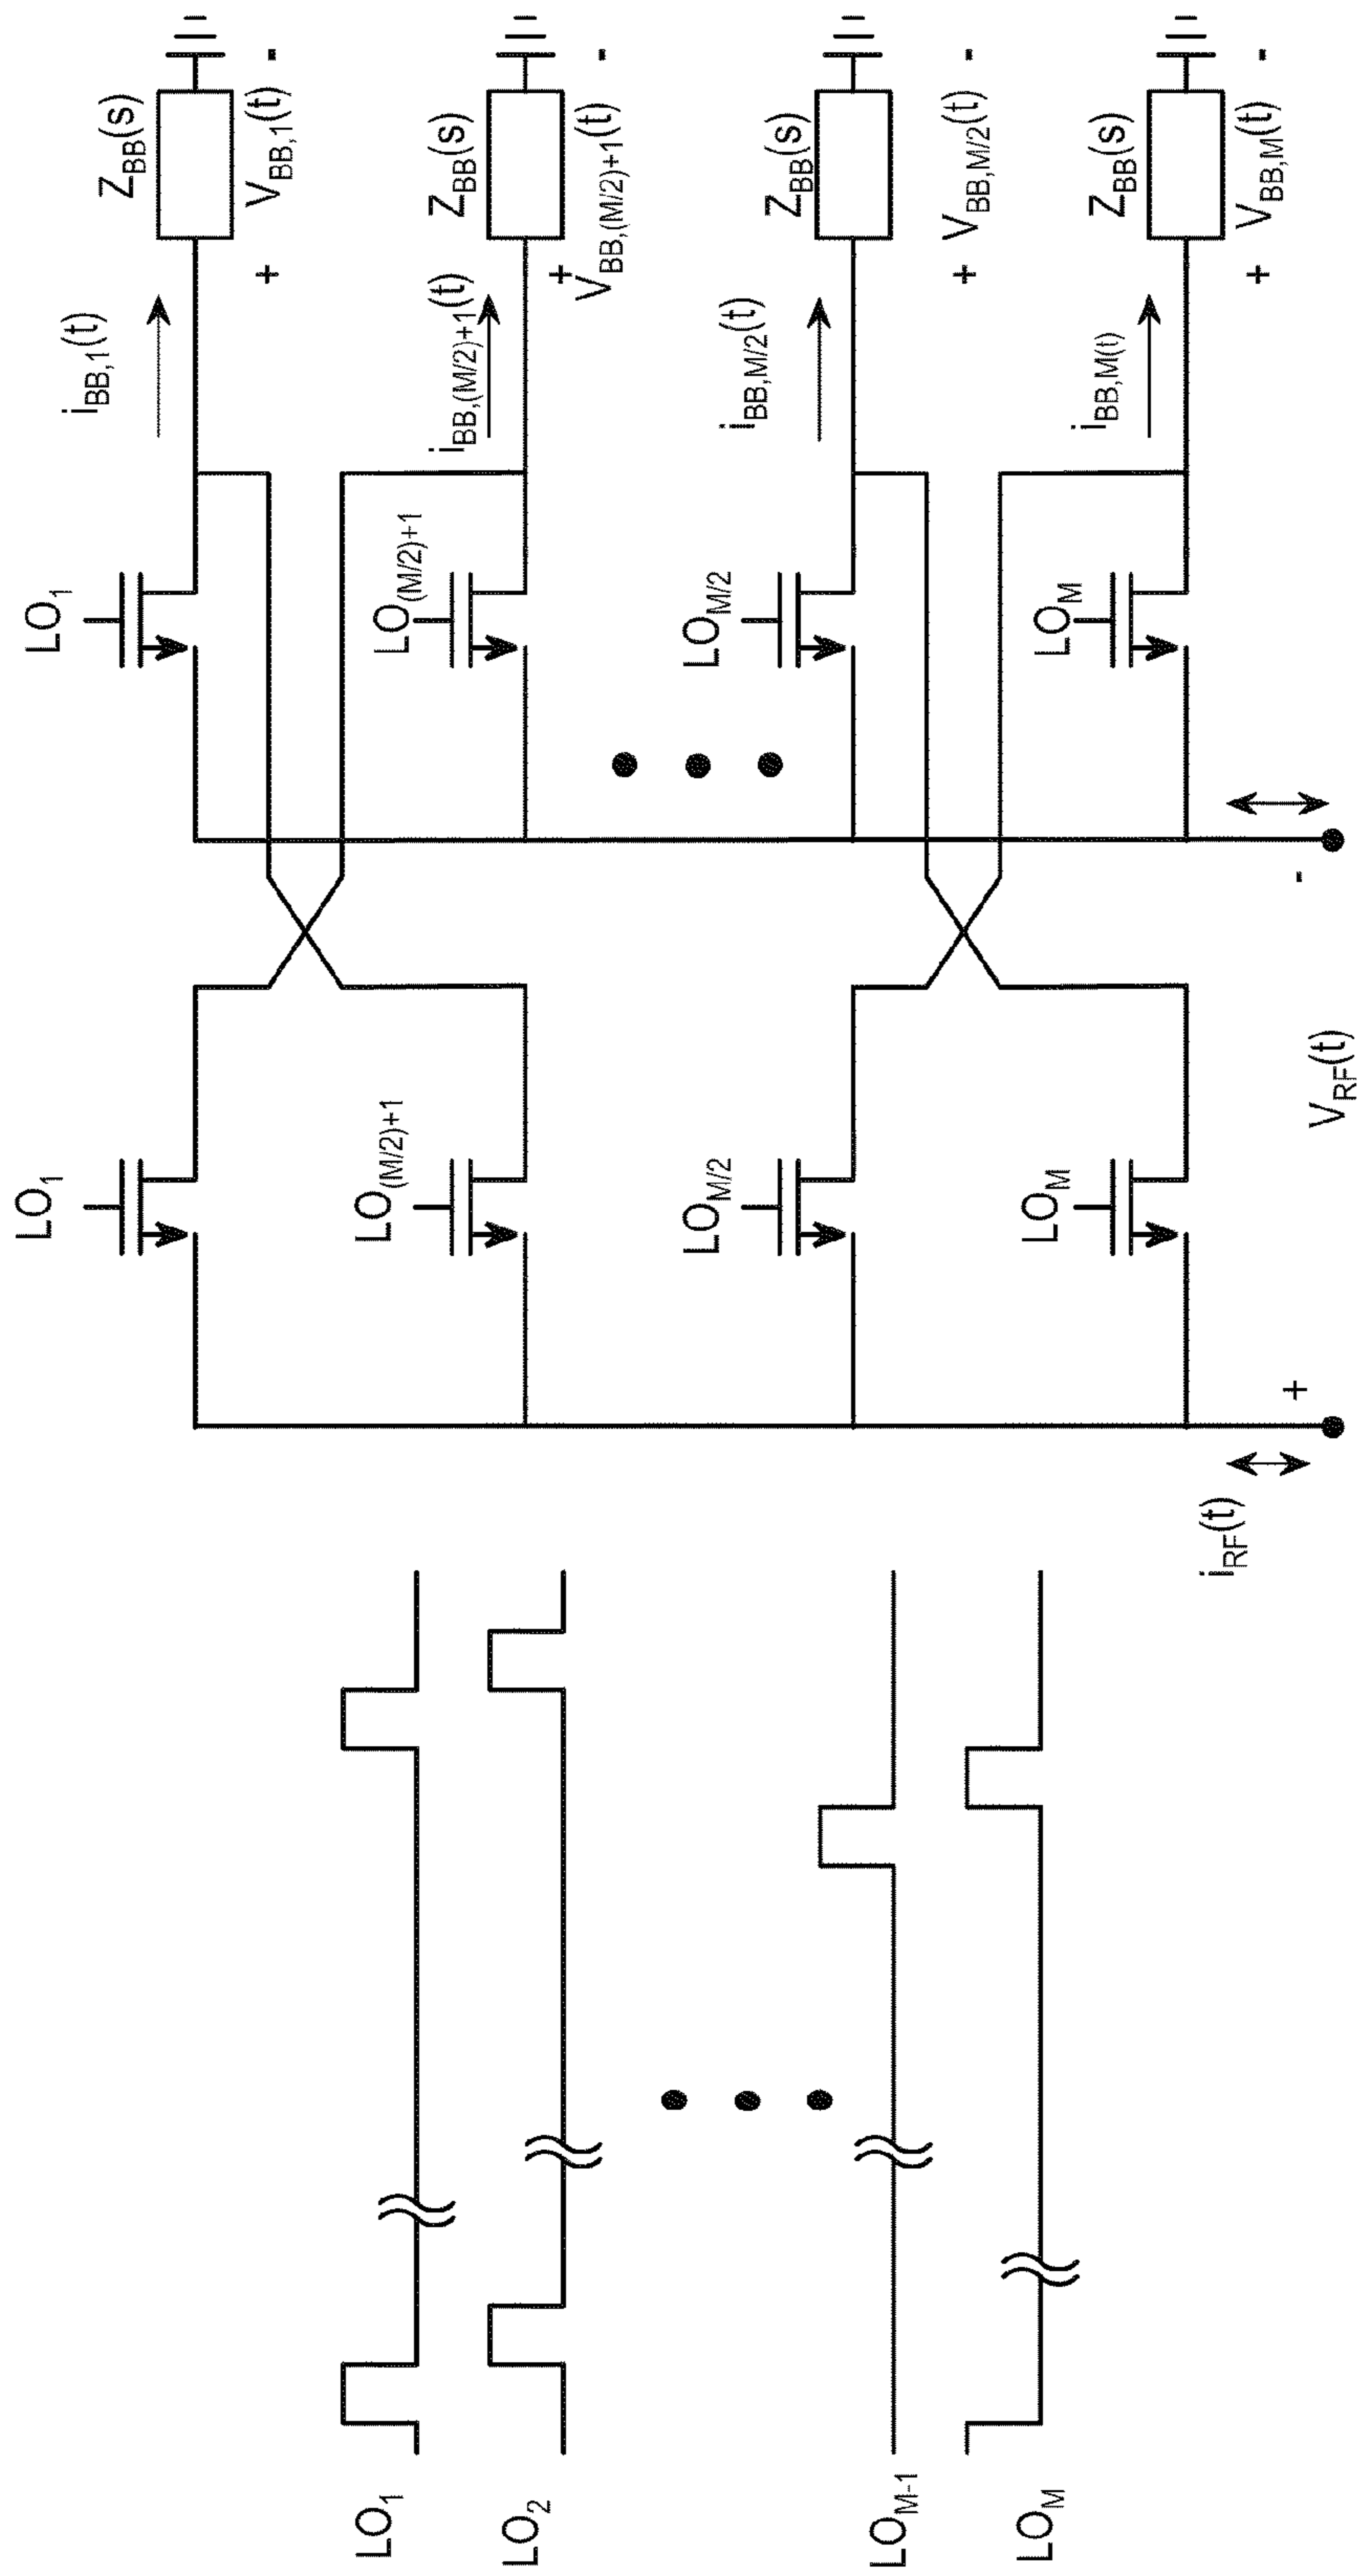 LO1
LO2
LOM-1
LOM
iRF(t)
+
VRF(t)
-
LO1
LO(M/2)+1
LOM/2
LOM
LO1
LO(M/2)+1
LOM/2
LOM
iBB,1(t)
iBB,(M/2)+1(t)
iBB,M/2(t)
iBB,M(t)
ZBB(s)
+ VBB,1(t) -
ZBB(s)
+ VBB,(M/2)+1(t) -
ZBB(s)
+ VBB,M/2(t) -
ZBB(s)
+ VBB,M(t) -